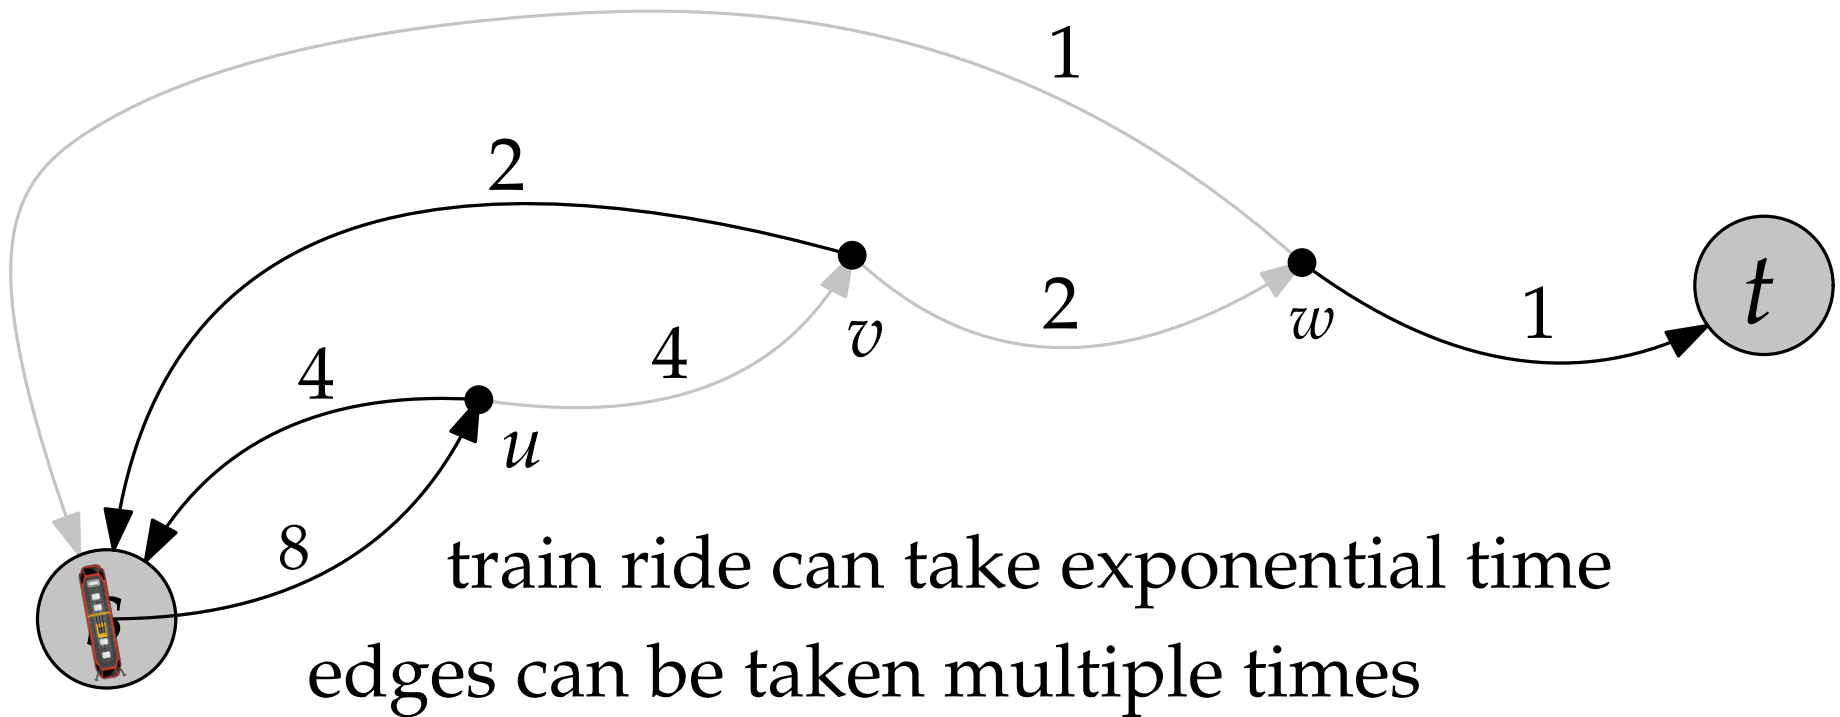 1
2
4
4
v
2
w
1
t
u
8
train ride can take exponential time
s
edges can be taken multiple times